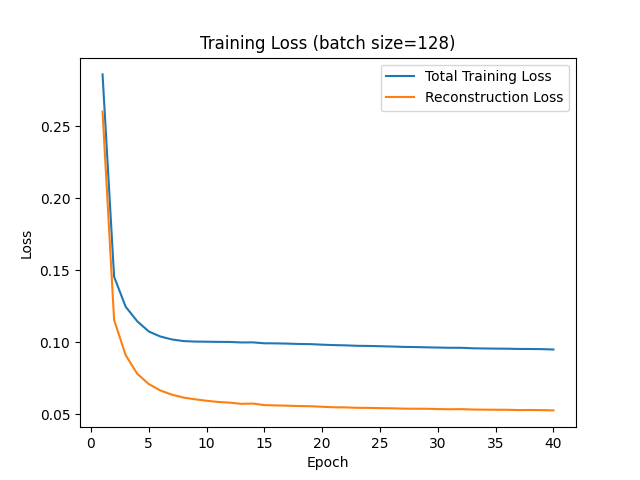 Training Loss (batch size=128)
Total Training Loss
Reconstruction Loss
0.25
0.20
0.15
0.10
0.05
Loss
0 5 10 15 20 25 30 35 40
Epoch